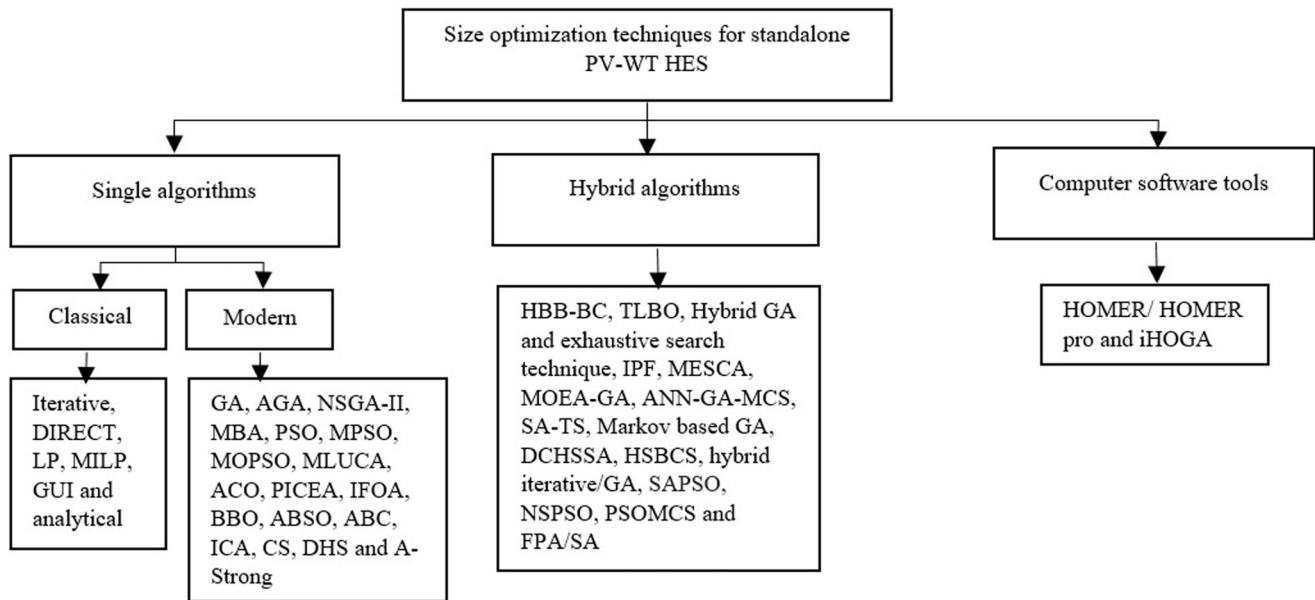 Size optimization techniques for standalone
PV-WT HES
Single algorithms
Hybrid algorithms
Computer software tools
Classical
Modern
Iterative,
DIRECT,
LP, MILP,
GUI and
analytical
GA, AGA, NSGA-II,
MBA, PSO, MPSO,
MOPSO, MLUCA,
ACO, PICEA, IFOA,
BBO, ABSO, ABC,
ICA, CS, DHS and A-
Strong
HBB-BC, TLBO, Hybrid GA
and exhaustive search
technique, IPF, MESCA,
MOEA-GA, ANN-GA-MCS,
SA-TS, Markov based GA,
DCHSSA, HSBCS, hybrid
iterative/GA, SAPSO,
NSPSO, PSOMCS and
FPA/SA
HOMER/ HOMER
pro and iHOGA